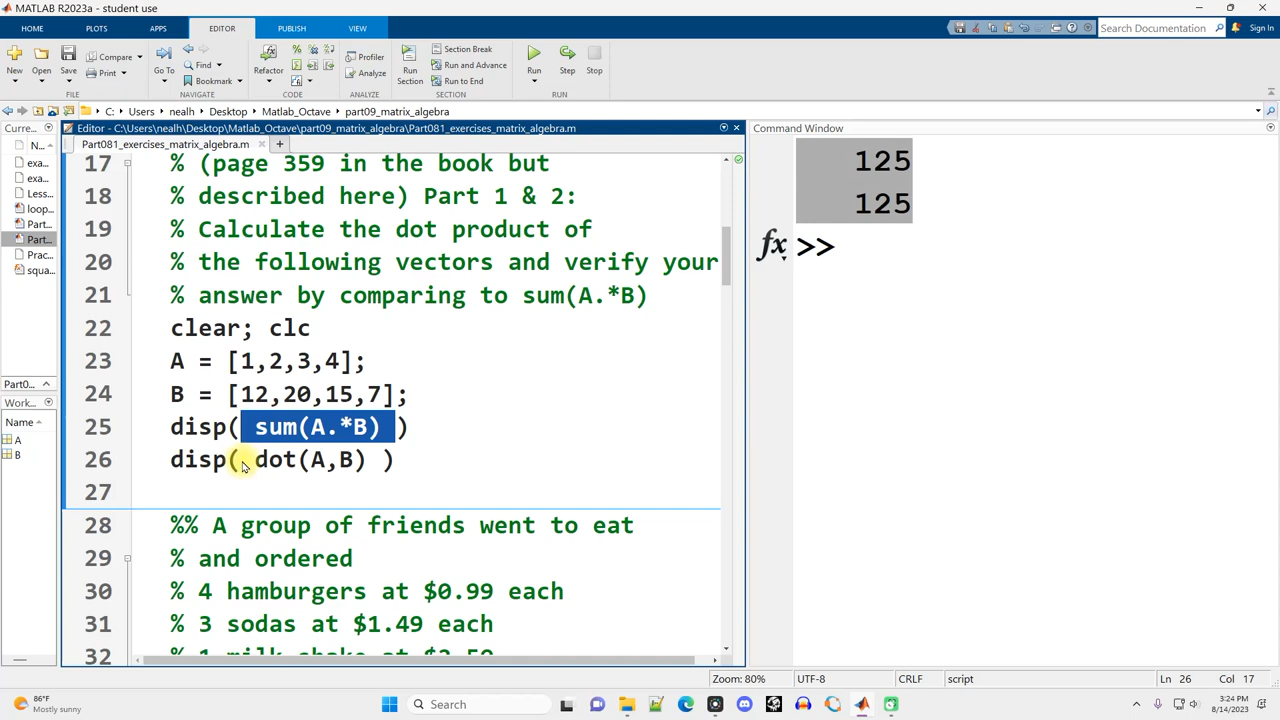 MATLAB R2023a - student use
HOME PLOTS APPS EDITOR PUBLISH VIEW
Search Documentation
Sign In
New Open Save Compare Print
FILE
Go To Find Bookmark
NAVIGATE
Refactor
CODE
Profiler Analyze
ANALYZE
Run Section
Section Break
Run and Advance
Run to End
SECTION
Run Step Stop
RUN
C: Users nealh Desktop Matlab_Octave part09_matrix_algebra
Curre...
Editor - C:\Users\nealh\Desktop\Matlab_Octave\part09_matrix_algebra\Part081_exercises_matrix_algebra.m
Command Window
Part081_exercises_matrix_algebra.m
+
N...
exa...
exa...
Less...
loop...
Part...
Part...
Prac...
squa...
Part0...
Work...
Name
A
B
17 % (page 359 in the book but
18 % described here) Part 1 & 2:
19 % Calculate the dot product of
20 % the following vectors and verify your
21 % answer by comparing to sum(A.*B)
22 clear; clc
23 A = [1,2,3,4];
24 B = [12,20,15,7];
25 disp( sum(A.*B) )
26 disp( dot(A,B) )
27
28 %% A group of friends went to eat
29 % and ordered
30 % 4 hamburgers at $0.99 each
31 % 3 sodas at $1.49 each
32 % 1 milk shake at $2.59
125
125
fx >>
Zoom: 80% UTF-8 CRLF script Ln 26 Col 17
86°F
Mostly sunny
Search
3:24 PM
8/14/2023